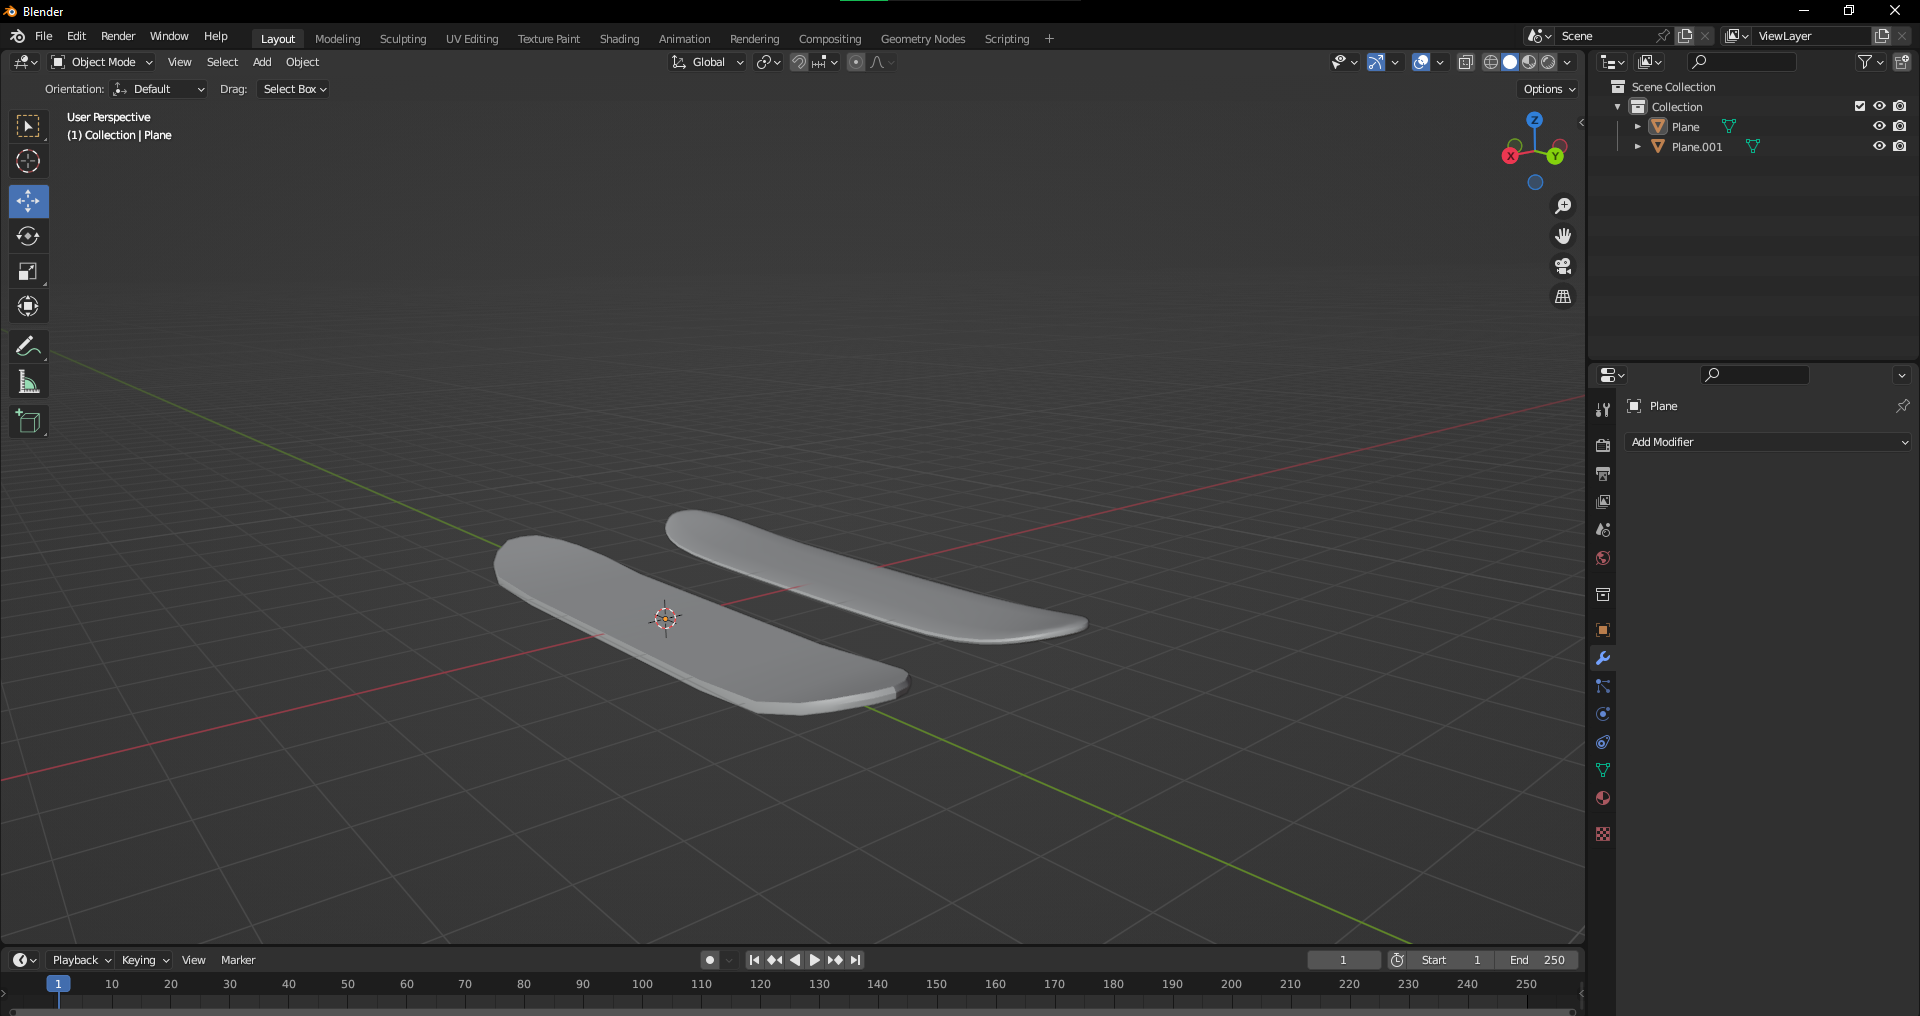 Blender
File Edit Render Window Help Layout Modeling Sculpting UV Editing Texture Paint Shading Animation Rendering Compositing Geometry Nodes Scripting + Scene ViewLayer
Object Mode View Select Add Object Global
Orientation: Default Drag: Select Box Options
User Perspective
(1) Collection | Plane
Z
X
Y
Scene Collection
Collection
Plane
Plane.001
Plane
Add Modifier
Playback Keying View Marker 1 Start 1 End 250
1 10 20 30 40 50 60 70 80 90 100 110 120 130 140 150 160 170 180 190 200 210 220 230 240 250